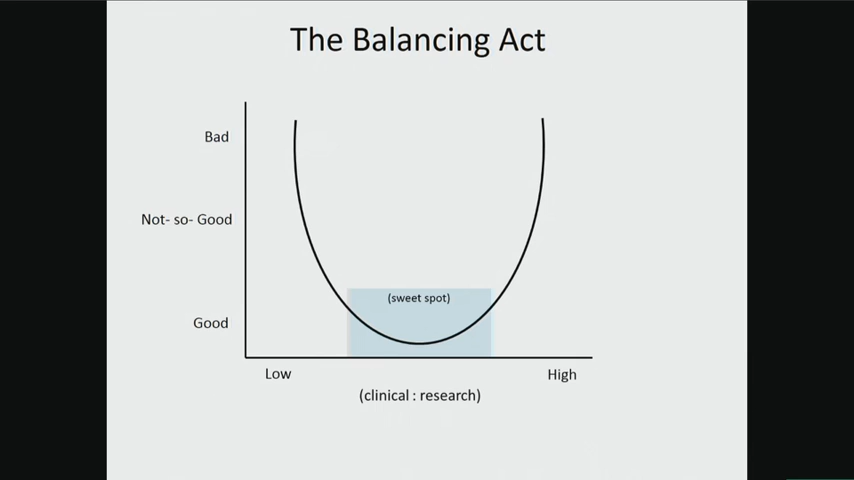 The Balancing Act
Bad
Not- so- Good
(sweet spot)
Good
Low
High
(clinical : research)